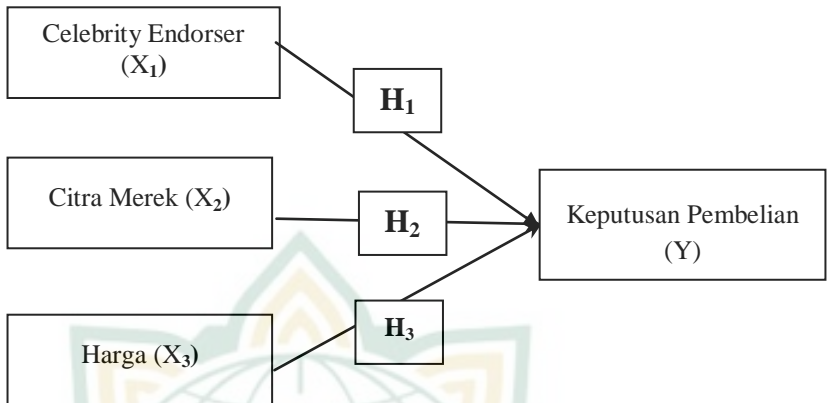 Celebrity Endorser
(X₁)
H₁
Citra Merek (X₂)
H₂
Keputusan Pembelian
(Y)
H₃
Harga (X₃)